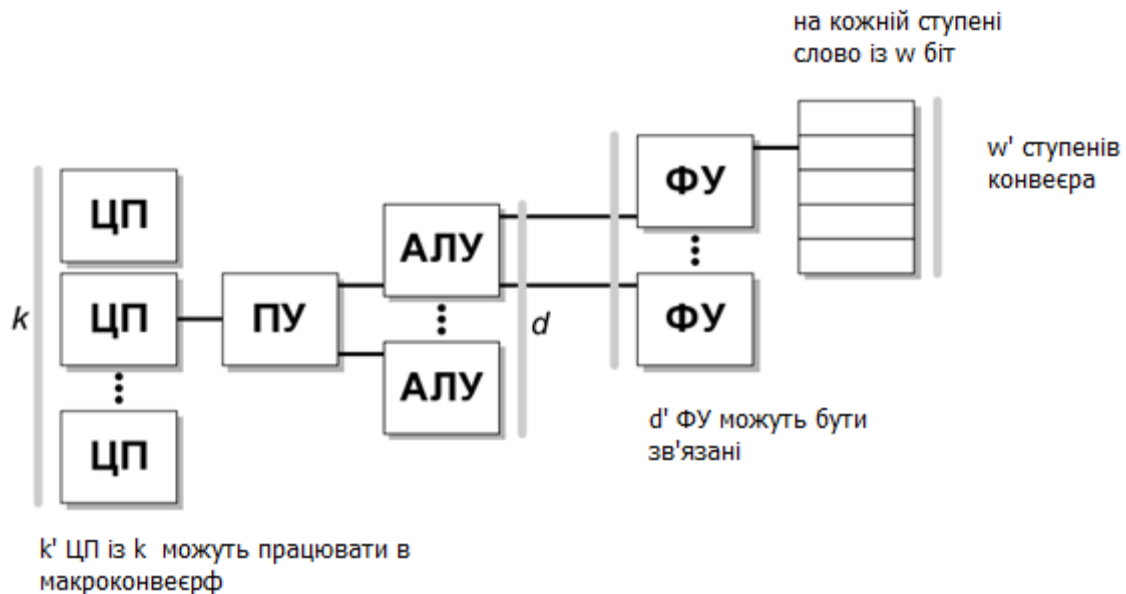 на кожній ступені
слово із w біт
w' ступенів
конвеєра
ЦП
ЦП
ЦП
k
ПУ
АЛУ
АЛУ
d
ФУ
ФУ
d' ФУ можуть бути
зв'язані
k' ЦП із k можуть працювати в
макроконвеєрф